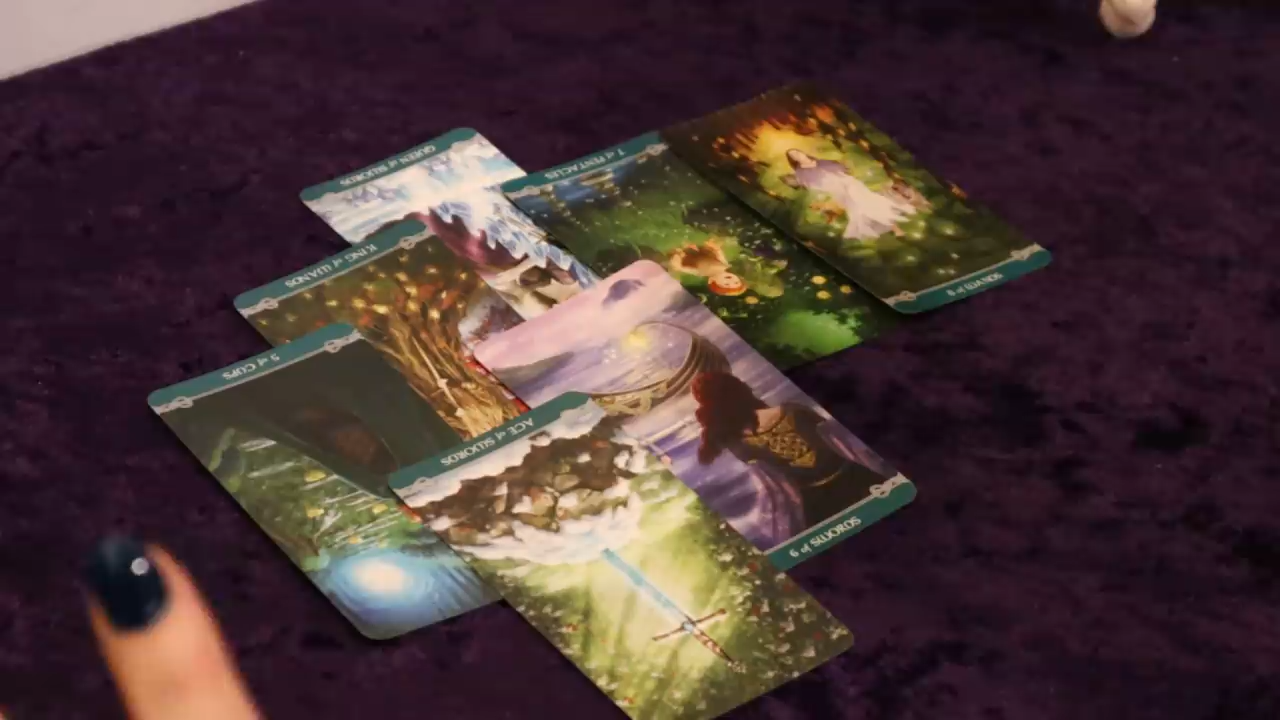 QUEEN of SWORDS
7 of PENTACLES
KING of WANDS
8 of WANDS
5 of CUPS
ACE of SWORDS
6 of SWORDS